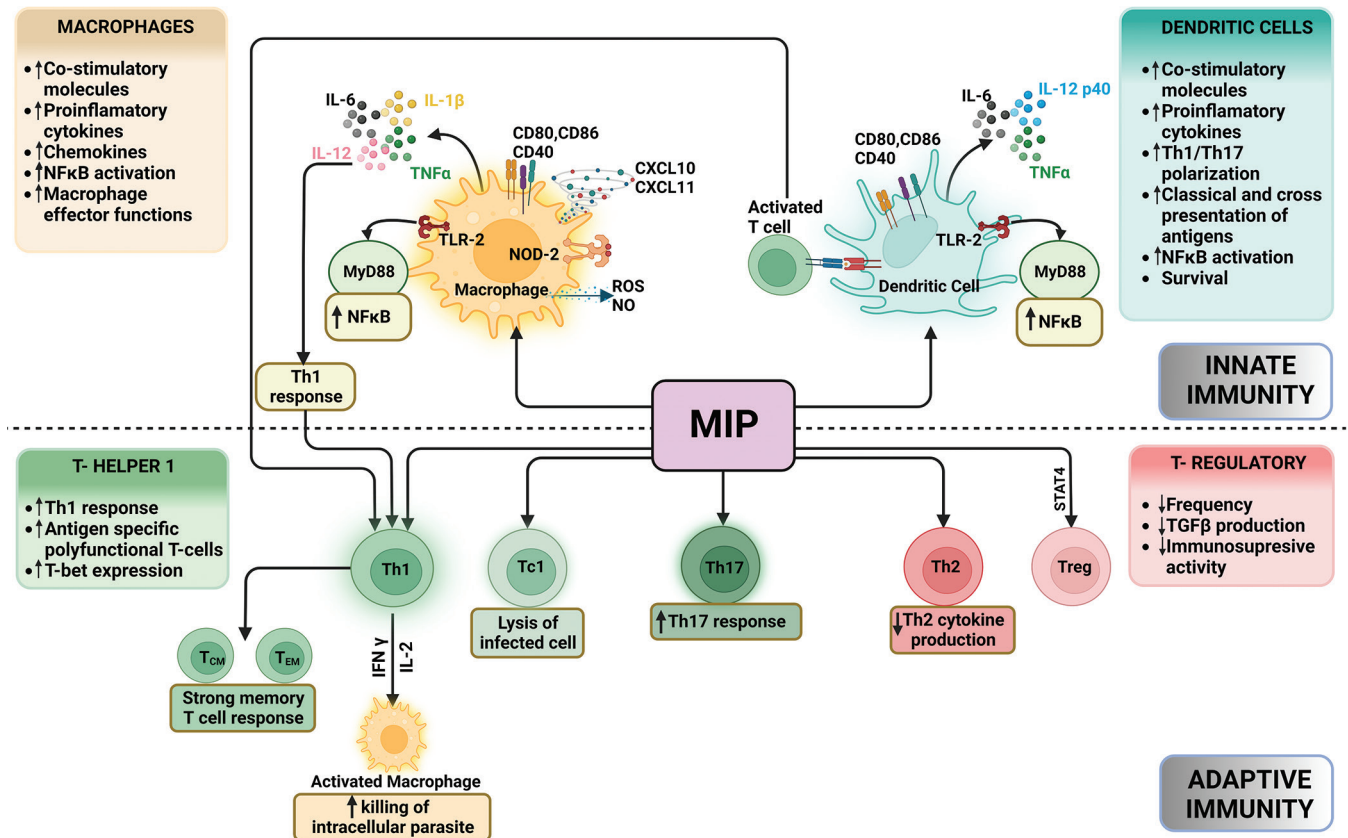 MACROPHAGES
• ↑Co-stimulatory
molecules
• ↑Proinflamatory
cytokines
• ↑Chemokines
• ↑NFκB activation
• ↑Macrophage
effector functions
IL-6
IL-1β
IL-12
TNFα
CD80,CD86
CD40
CXCL10
CXCL11
TLR-2
NOD-2
MyD88
Macrophage
ROS
NO
↑ NFκB
Th1
response
Activated
T cell
CD80,CD86
CD40
IL-6
IL-12 p40
TNFα
TLR-2
MyD88
Dendritic Cell
↑ NFκB
DENDRITIC CELLS
• ↑Co-stimulatory
molecules
• ↑Proinflamatory
cytokines
• ↑Th1/Th17
polarization
• ↑Classical and cross
presentation of
antigens
• ↑NFκB activation
• Survival
INNATE
IMMUNITY
MIP
T- HELPER 1
• ↑Th1 response
• ↑Antigen specific
polyfunctional T-cells
• ↑T-bet expression
T- REGULATORY
• ↓Frequency
• ↓TGFβ production
• ↓Immunosupresive
activity
STAT4
Th1
Tc1
Th17
Th2
Treg
Lysis of
infected cell
↑Th17 response
↓Th2 cytokine
production
TCM
TEM
Strong memory
T cell response
IFN γ
IL-2
Activated Macrophage
↑ killing of
intracellular parasite
ADAPTIVE
IMMUNITY